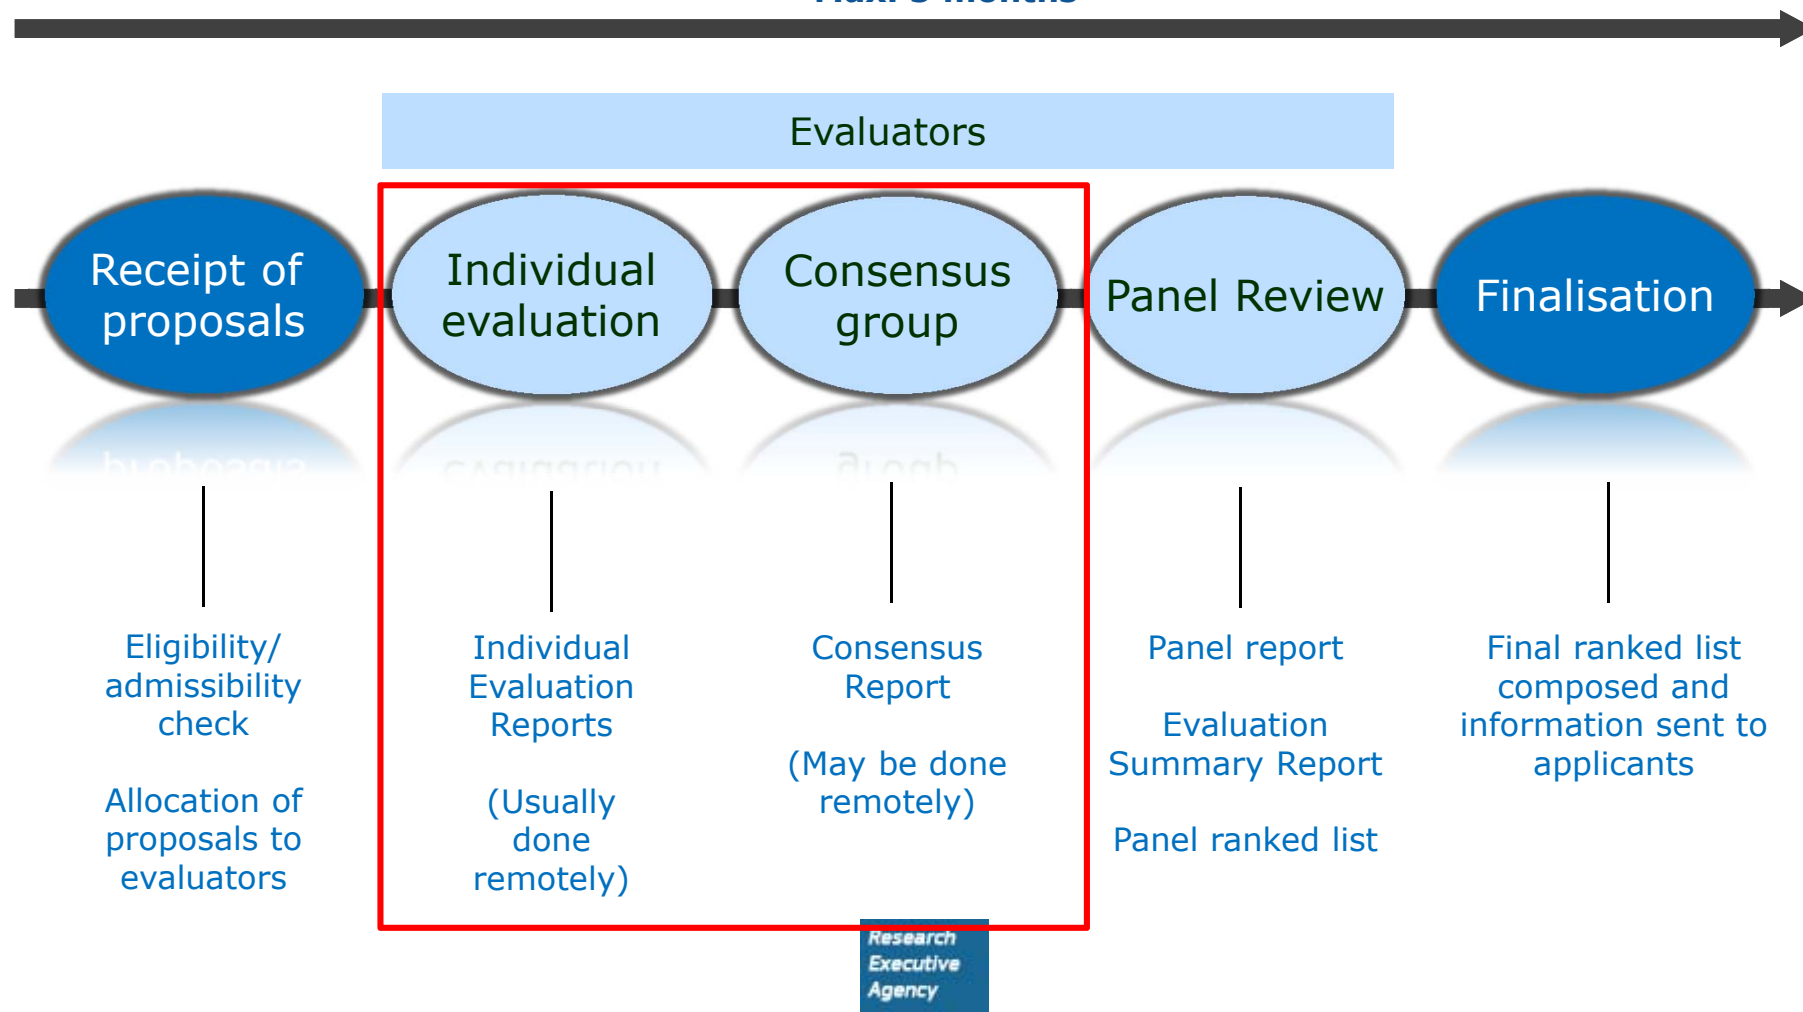 Evaluators
Receipt of
proposals
Individual
evaluation
Consensus
group
Panel Review
Finalisation
Eligibility/
admissibility
check
Allocation of
proposals to
evaluators
Individual
Evaluation
Reports
(Usually
done
remotely)
Consensus
Report
(May be done
remotely)
Panel report
Evaluation
Summary Report
Panel ranked list
Final ranked list
composed and
information sent to
applicants
Research
Executive
Agency